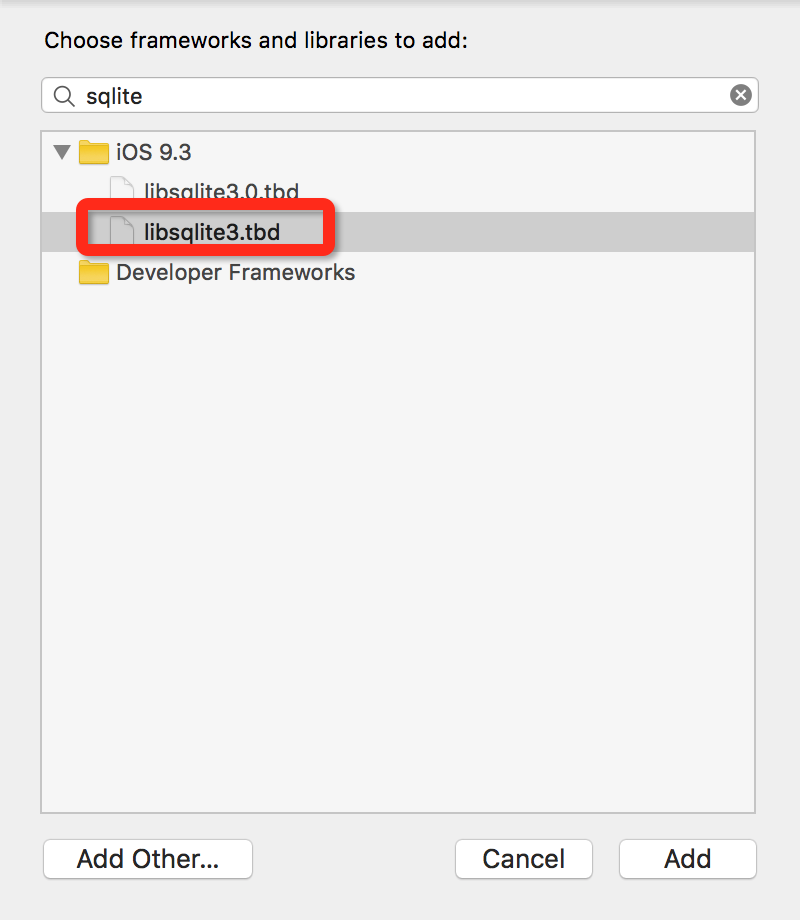 Choose frameworks and libraries to add:
sqlite
iOS 9.3
libsqlite3.0.tbd
libsqlite3.tbd
Developer Frameworks
Add Other...
Cancel
Add